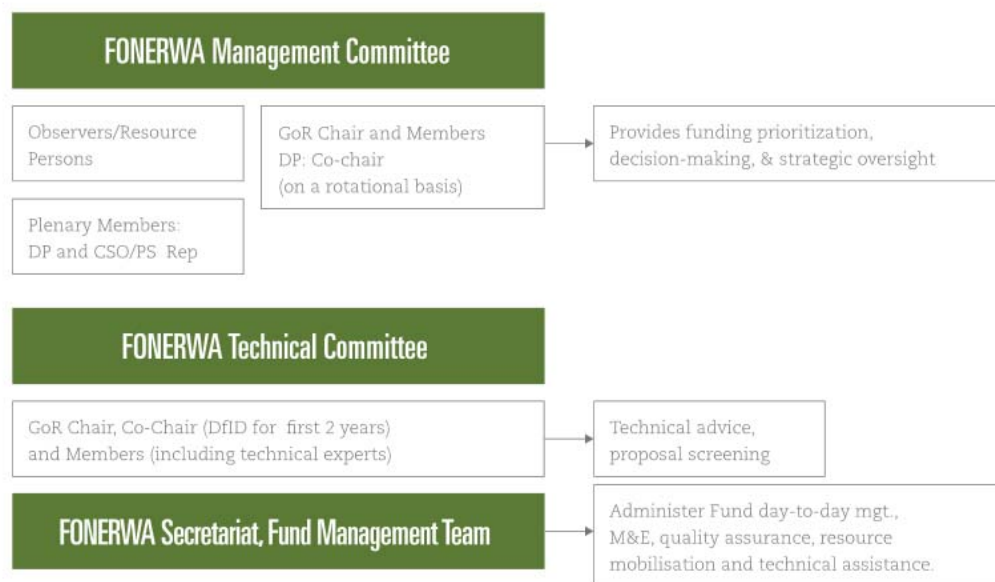 FONERWA Management Committee
Observers/Resource
Persons
GoR Chair and Members
DP: Co-chair
(on a rotational basis)
Provides funding prioritization,
decision-making, & strategic oversight
Plenary Members:
DP and CSO/PS Rep
FONERWA Technical Committee
GoR Chair, Co-Chair (DfID for first 2 years)
and Members (including technical experts)
Technical advice,
proposal screening
FONERWA Secretariat, Fund Management Team
Administer Fund day-to-day mgt.,
M&E, quality assurance, resource
mobilisation and technical assistance.